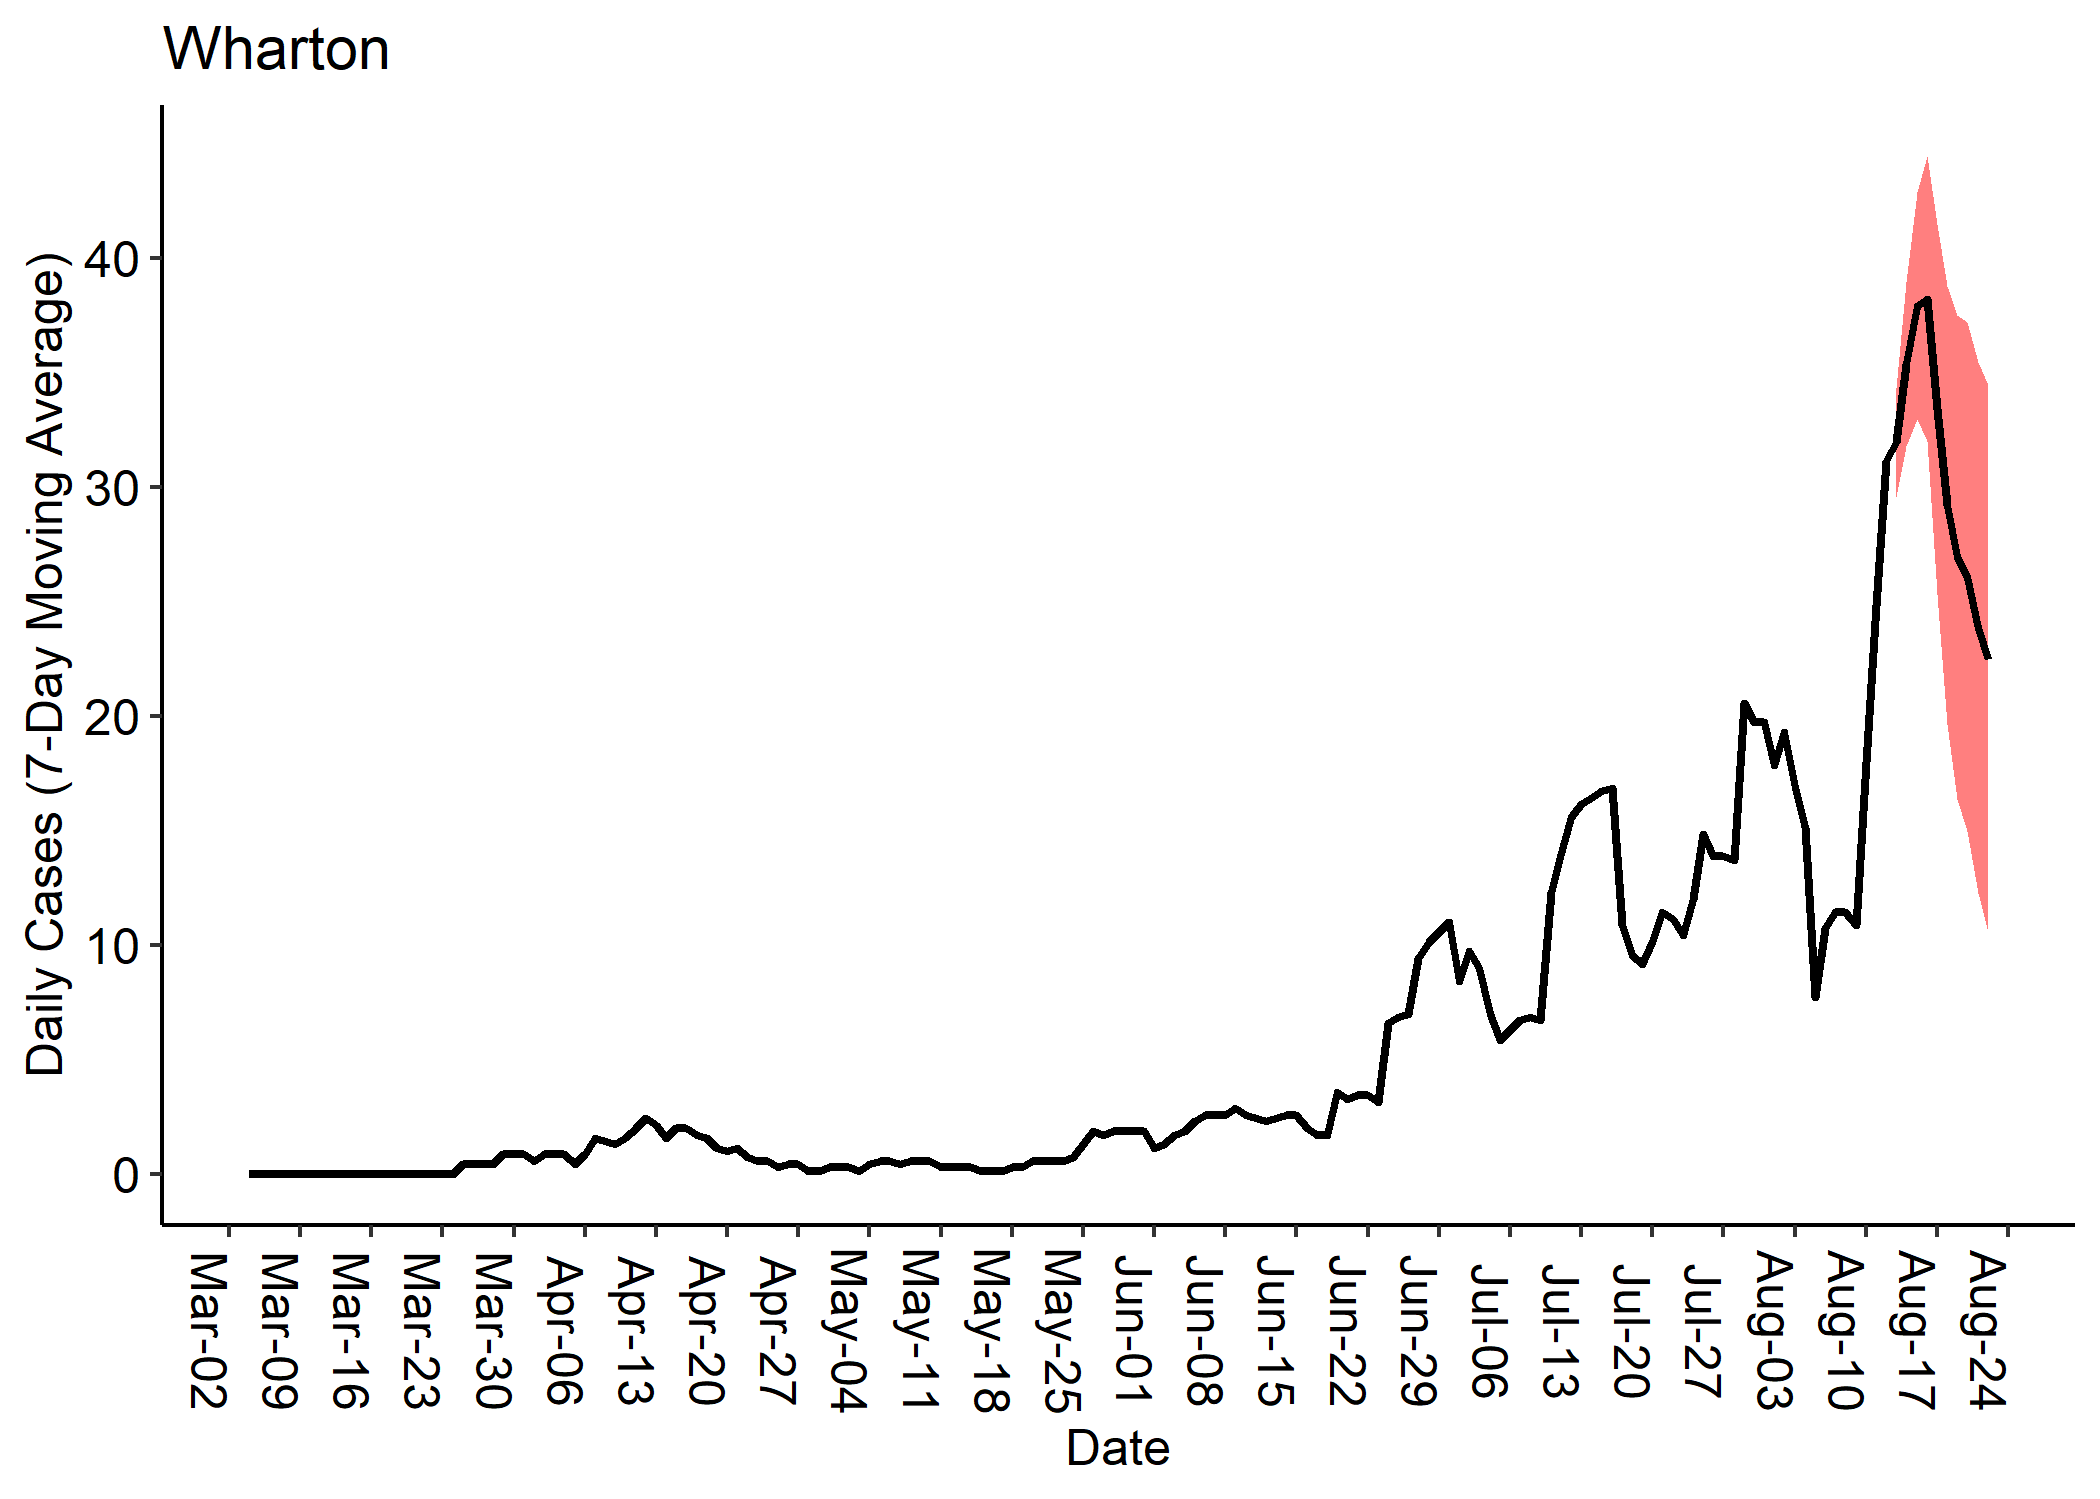 Wharton
Daily Cases (7-Day Moving Average)
40
30
20
10
0
Mar-02
Mar-09
Mar-16
Mar-23
Mar-30
Apr-06
Apr-13
Apr-20
Apr-27
May-04
May-11
May-18
May-25
Jun-01
Jun-08
Jun-15
Jun-22
Jun-29
Jul-06
Jul-13
Jul-20
Jul-27
Aug-03
Aug-10
Aug-17
Aug-24
Date